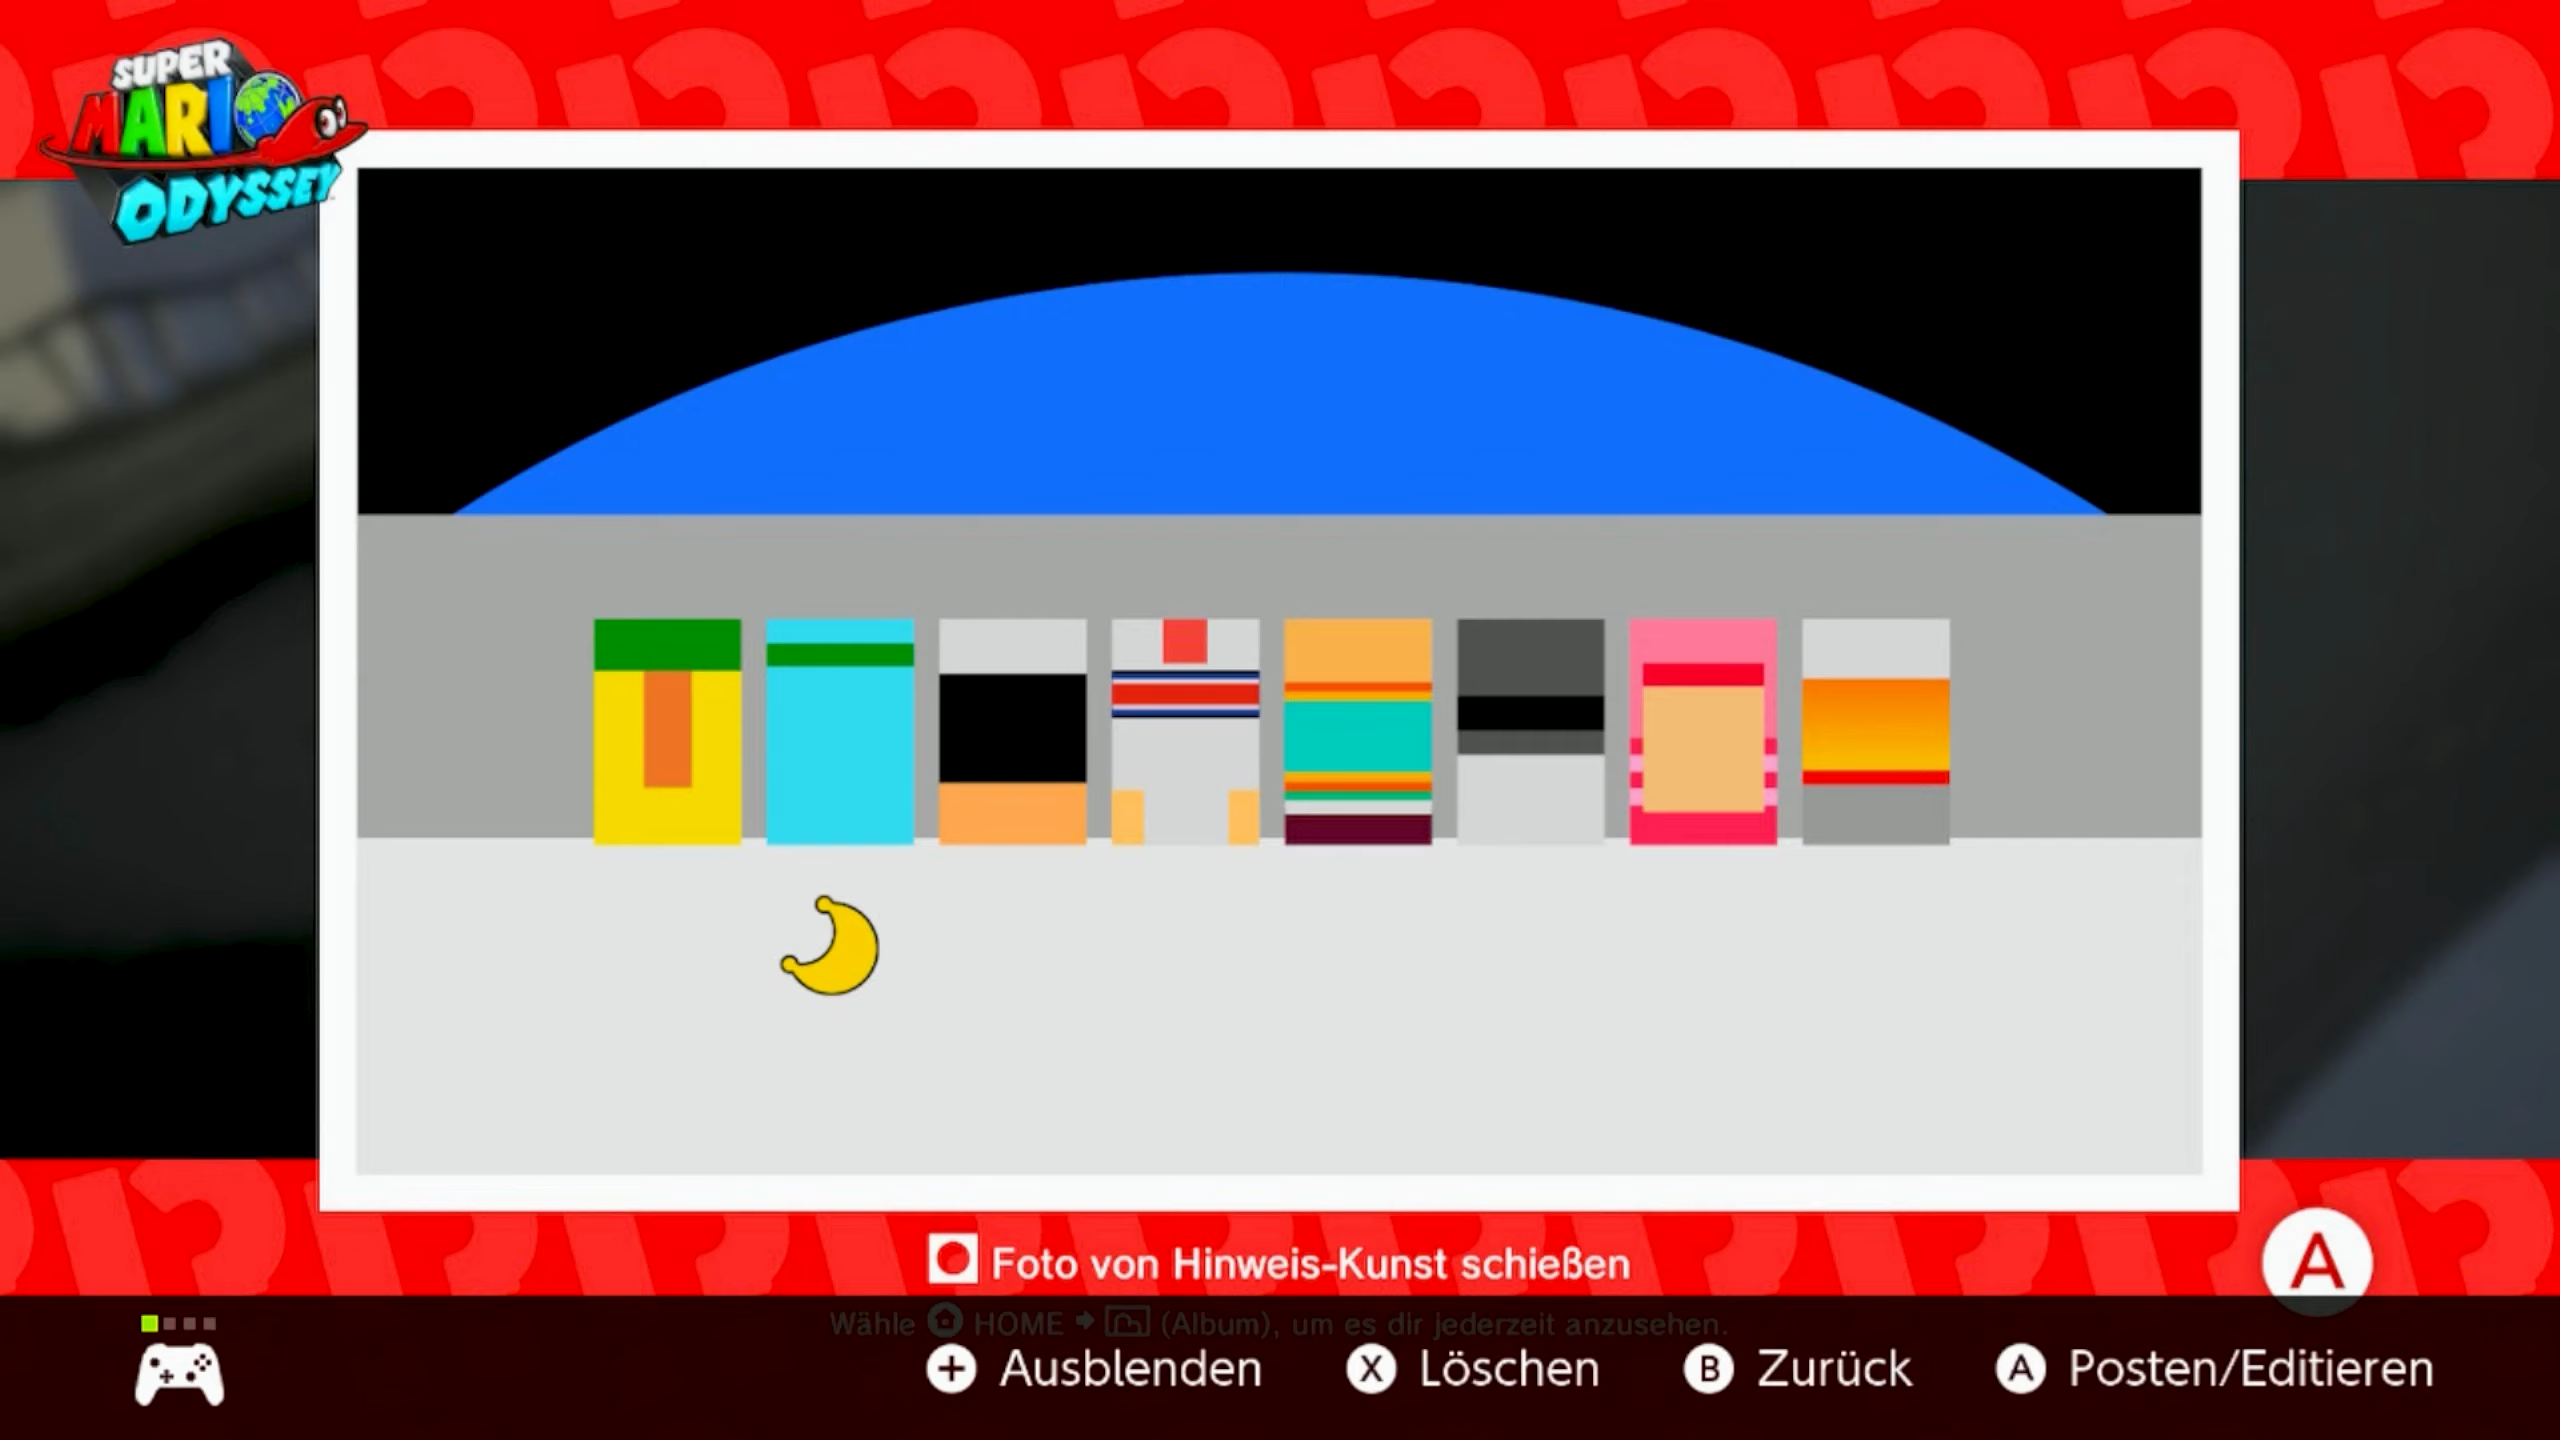 SUPER
MARIO
ODYSSEY
Foto von Hinweis-Kunst schießen
A
Wähle HOME (Album), um es dir jederzeit anzusehen.
+ Ausblenden X Löschen B Zurück A Posten/Editieren